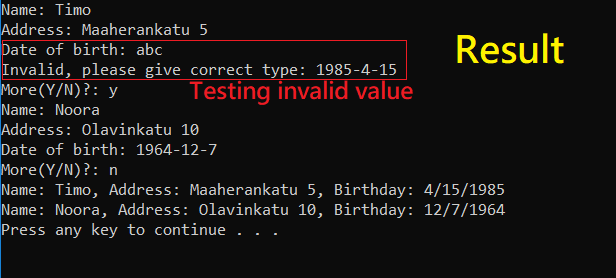 Name: Timo
Address: Maaherankatu 5
Date of birth: abc
Invalid, please give correct type: 1985-4-15
Result
More(Y/N)?: y
Testing invalid value
Name: Noora
Address: Olavinkatu 10
Date of birth: 1964-12-7
More(Y/N)?: n
Name: Timo, Address: Maaherankatu 5, Birthday: 4/15/1985
Name: Noora, Address: Olavinkatu 10, Birthday: 12/7/1964
Press any key to continue . . .